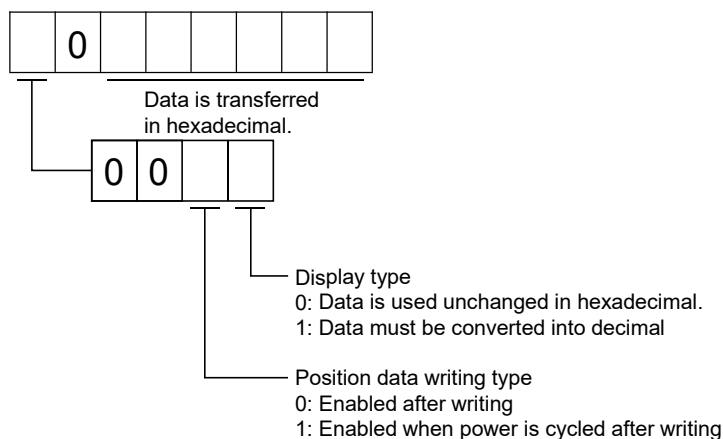 0
Data is transferred
in hexadecimal.
0 0
Display type
0: Data is used unchanged in hexadecimal.
1: Data must be converted into decimal
Position data writing type
0: Enabled after writing
1: Enabled when power is cycled after writing